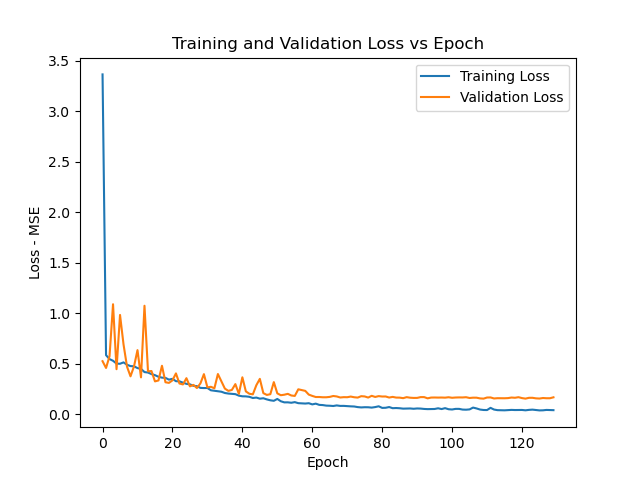 Training and Validation Loss vs Epoch
Training Loss
Validation Loss
Loss - MSE
3.5
3.0
2.5
2.0
1.5
1.0
0.5
0.0
0 20 40 60 80 100 120
Epoch